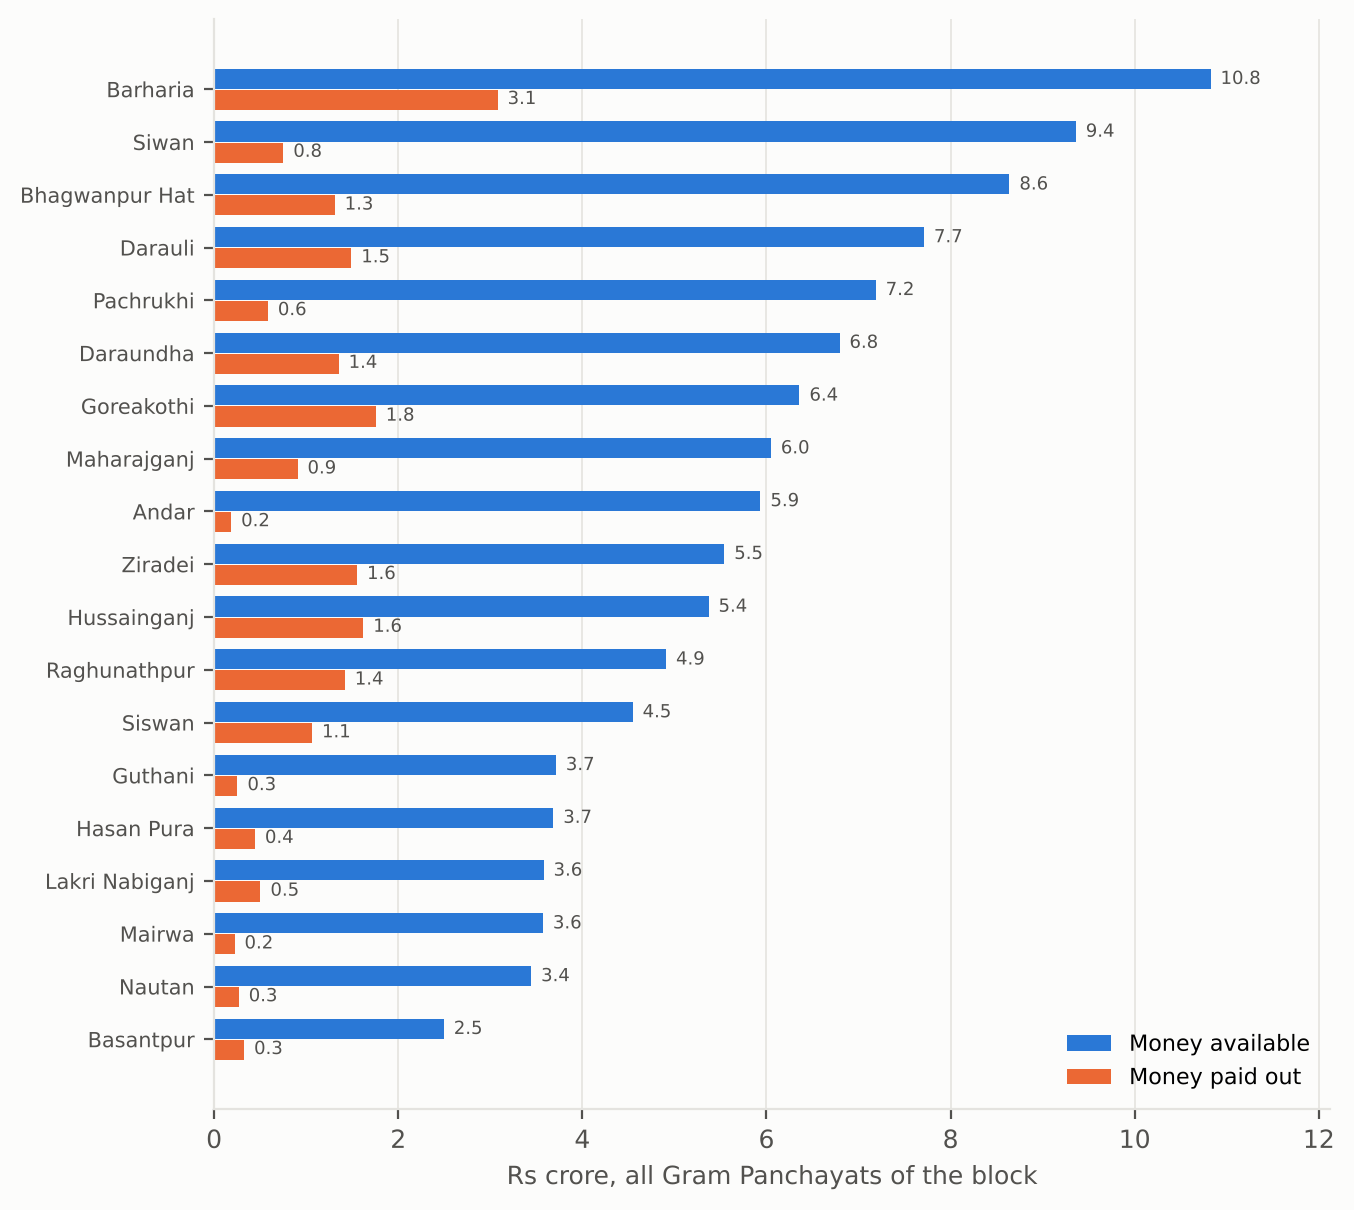 Barharia 10.8
3.1
Siwan 9.4
0.8
Bhagwanpur Hat 8.6
1.3
Darauli 7.7
1.5
Pachrukhi 7.2
0.6
Daraundha 6.8
1.4
Goreakothi 6.4
1.8
Maharajganj 6.0
0.9
Andar 5.9
0.2
Ziradei 5.5
1.6
Hussainganj 5.4
1.6
Raghunathpur 4.9
1.4
Siswan 4.5
1.1
Guthani 3.7
0.3
Hasan Pura 3.7
0.4
Lakri Nabiganj 3.6
0.5
Mairwa 3.6
0.2
Nautan 3.4
0.3
Basantpur 2.5
0.3
Money available
Money paid out
0 2 4 6 8 10 12
Rs crore, all Gram Panchayats of the block